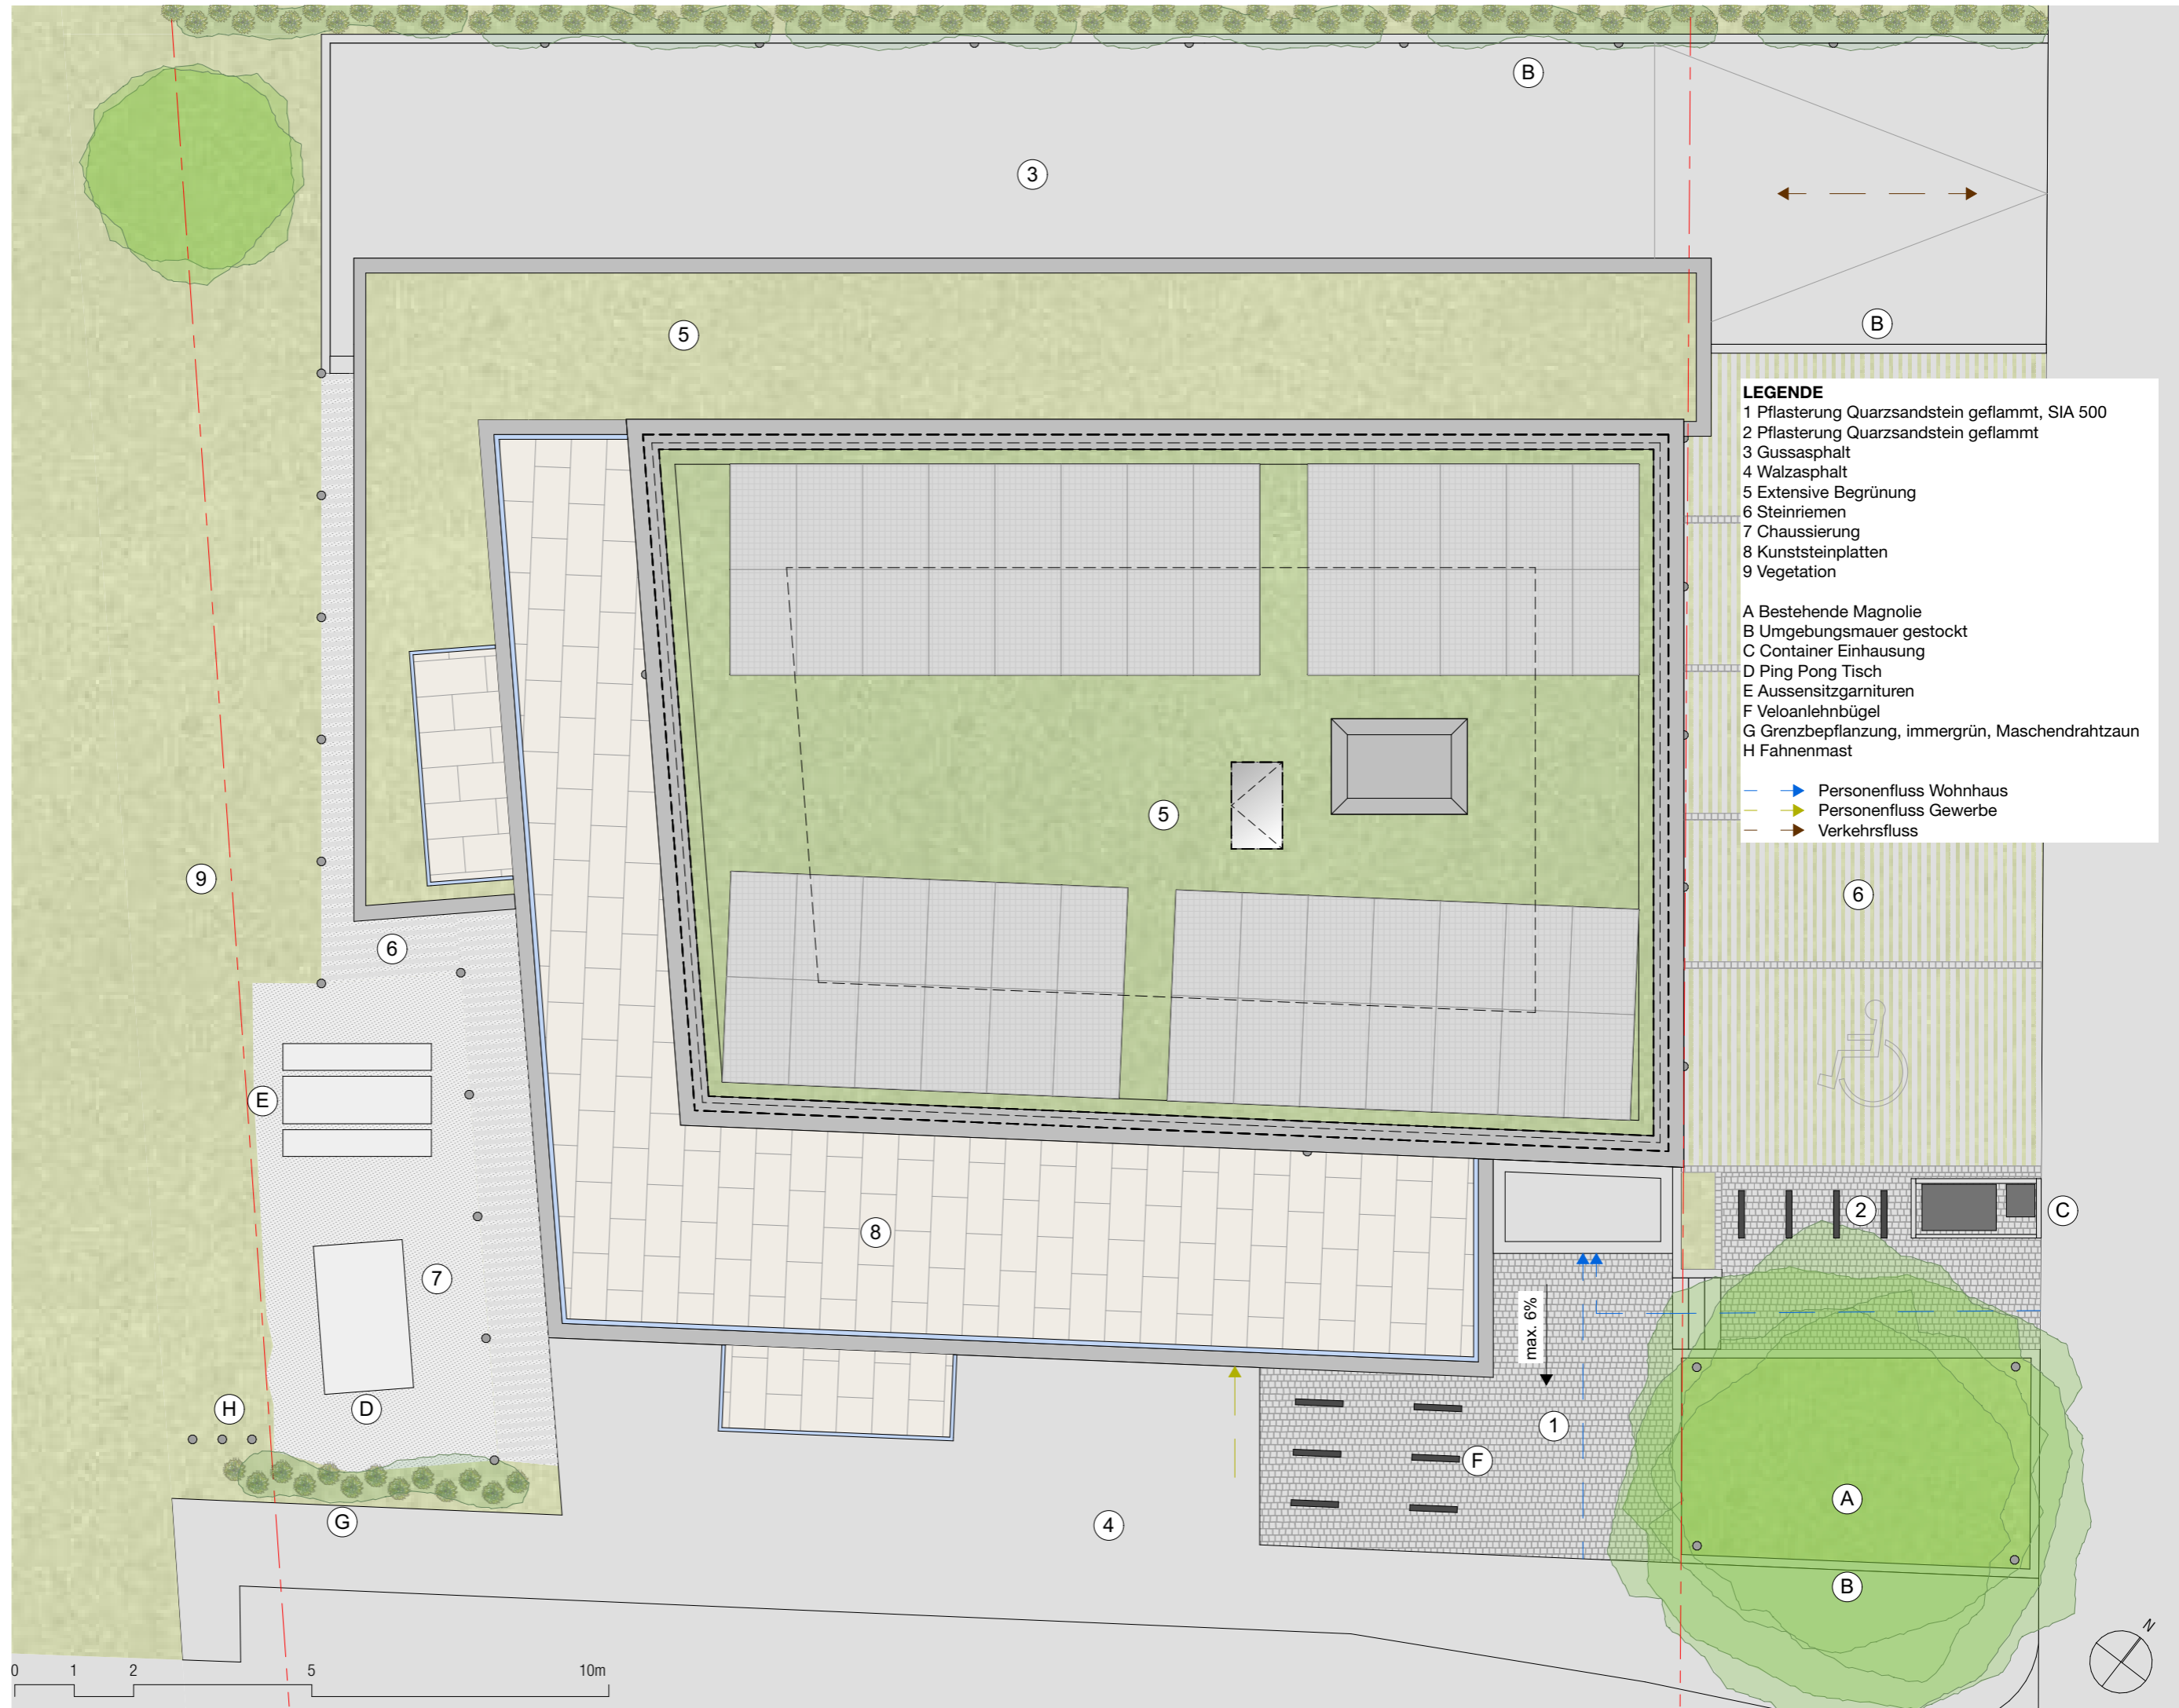 B
3
5
B
LEGENDE
1 Pflasterung Quarzsandstein geflammt, SIA 500
2 Pflasterung Quarzsandstein geflammt
3 Gussasphalt
4 Walzasphalt
5 Extensive Begrünung
6 Steinriemen
7 Chaussierung
8 Kunststeinplatten
9 Vegetation
A Bestehende Magnolie
B Umgebungsmauer gestockt
C Container Einhausung
D Ping Pong Tisch
E Aussensitzgarnituren
F Veloanlehnbügel
G Grenzbepflanzung, immergrün, Maschendrahtzaun
H Fahnenmast
Personenfluss Wohnhaus
Personenfluss Gewerbe
Verkehrsfluss
5
9
6
6
E
2
C
8
7
max. 6%
H
D
1
F
A
G
4
B
N
0 1 2 5 10m